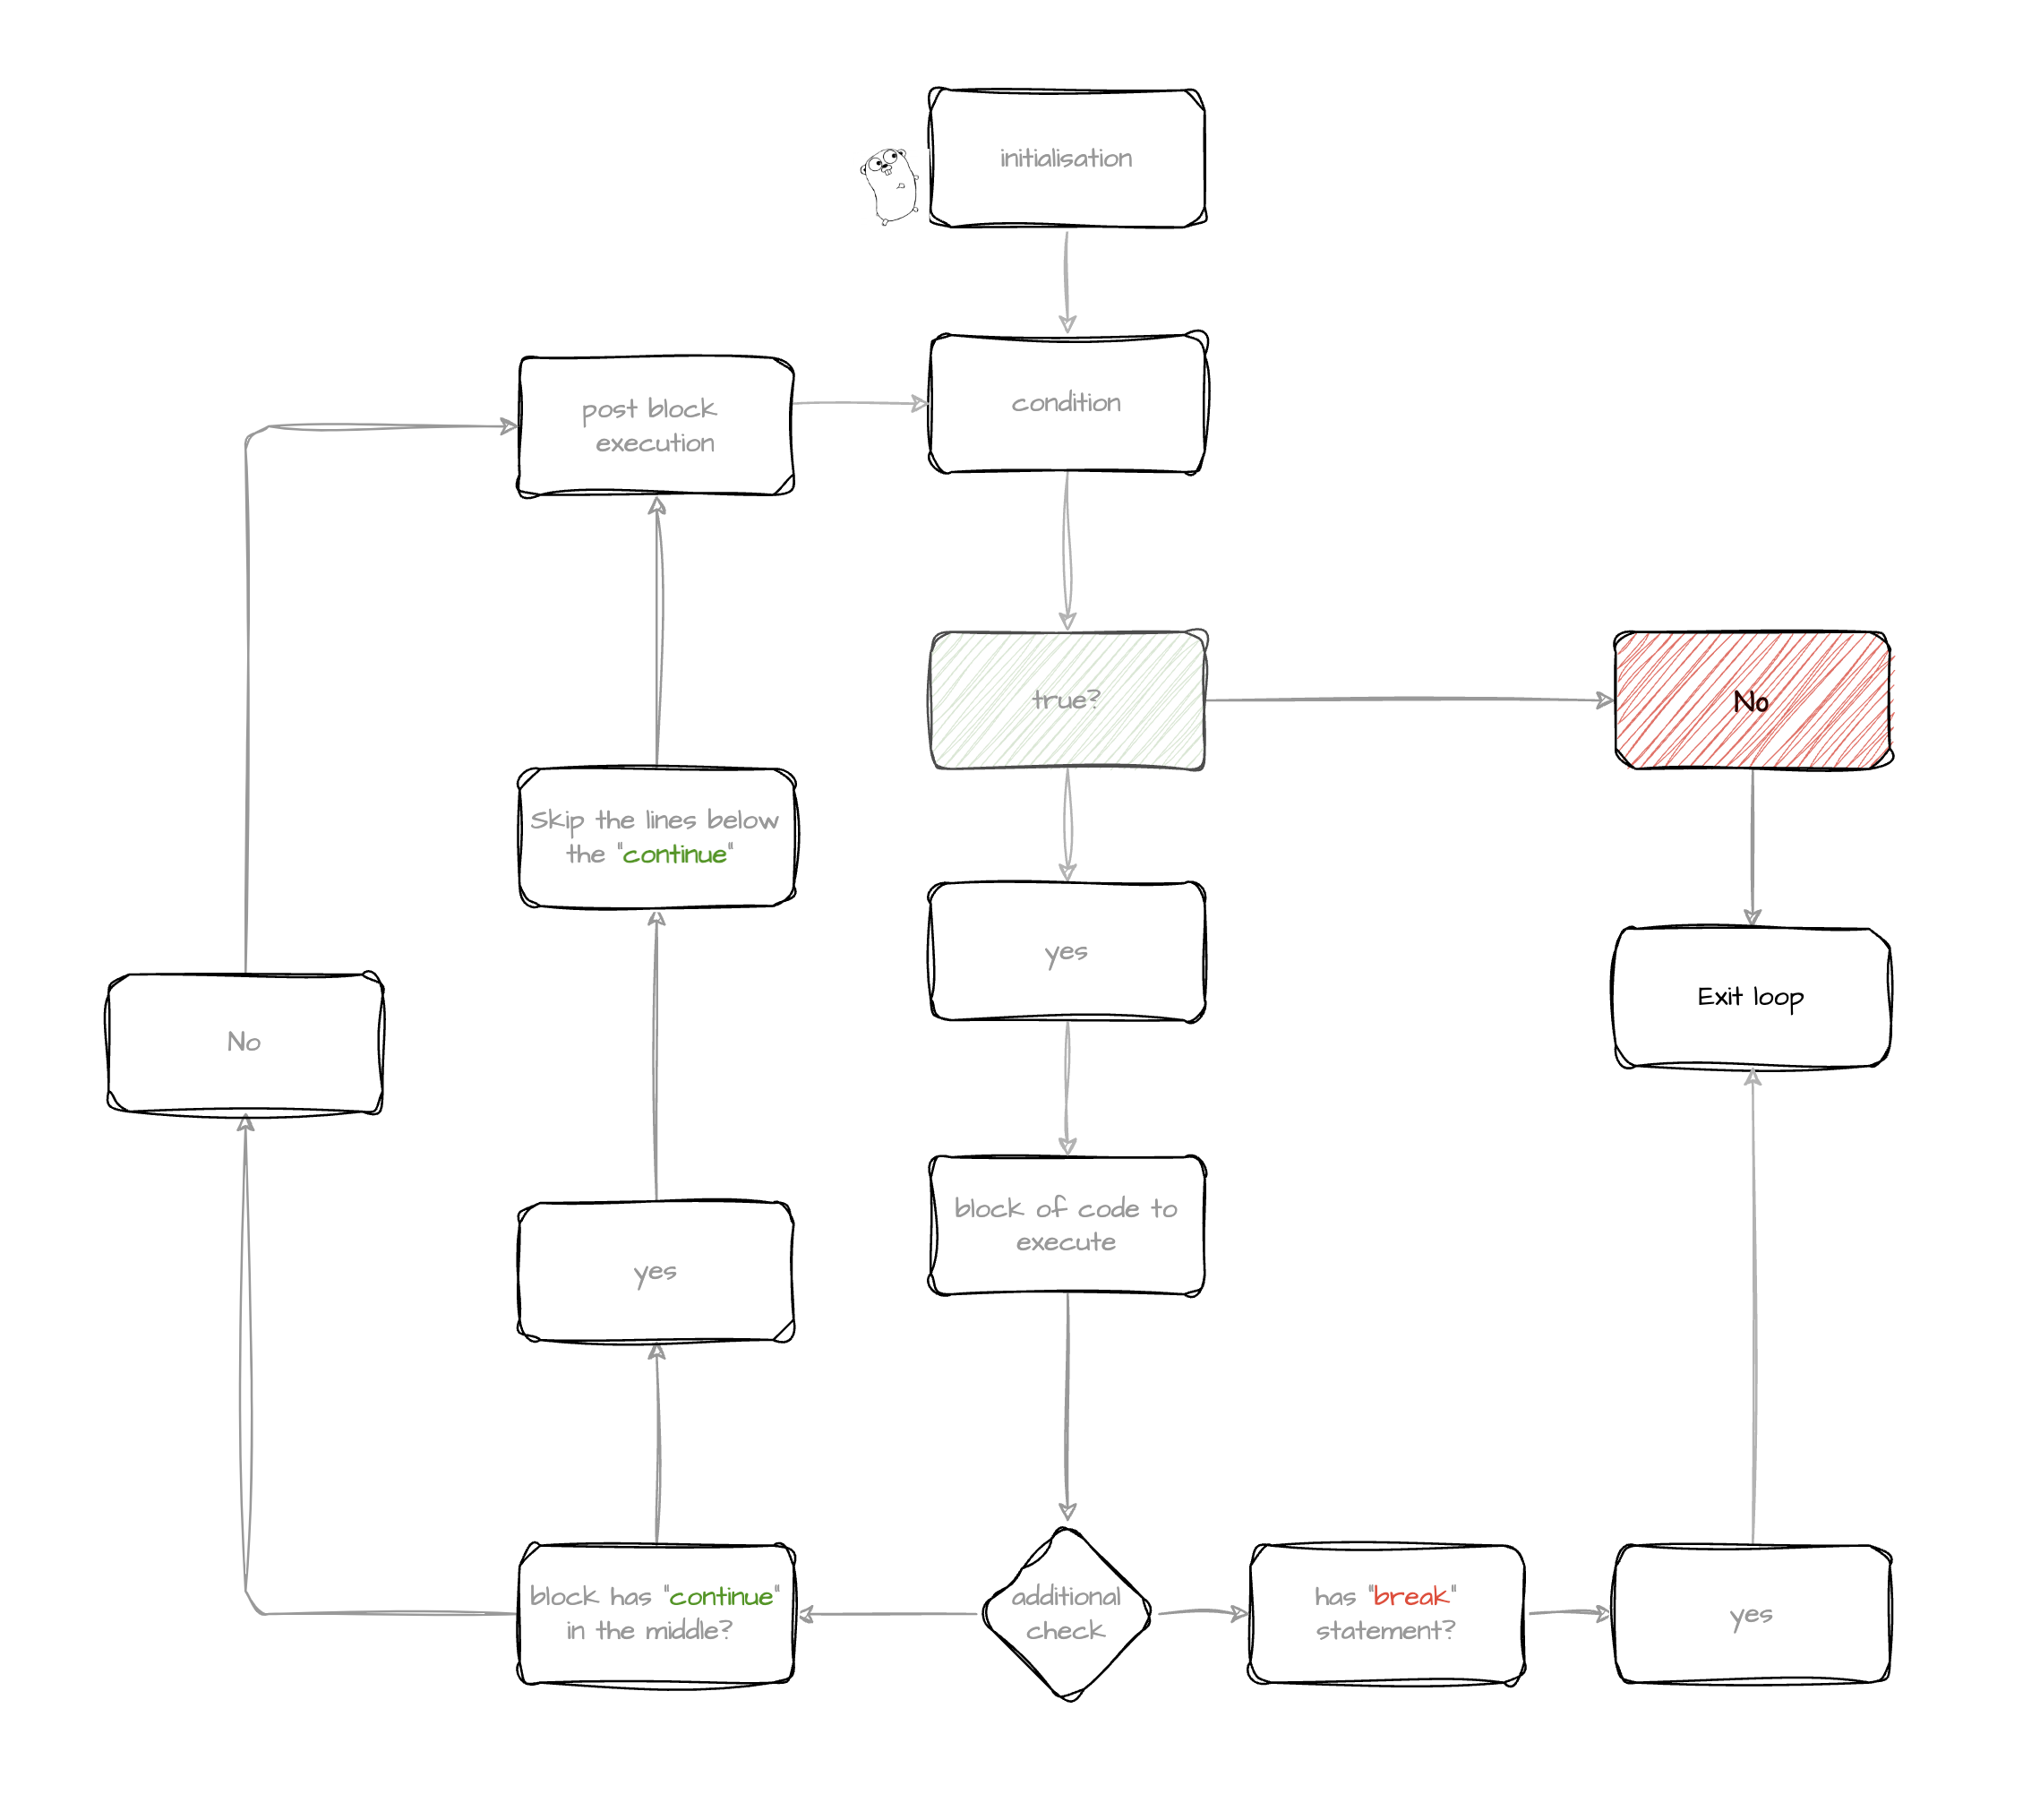 initialisation
post block
execution
condition
true?
No
Skip the lines below
the "continue"
yes
Exit loop
No
block of code to
execute
yes
block has "continue"
in the middle?
additional
check
has "break"
statement?
yes